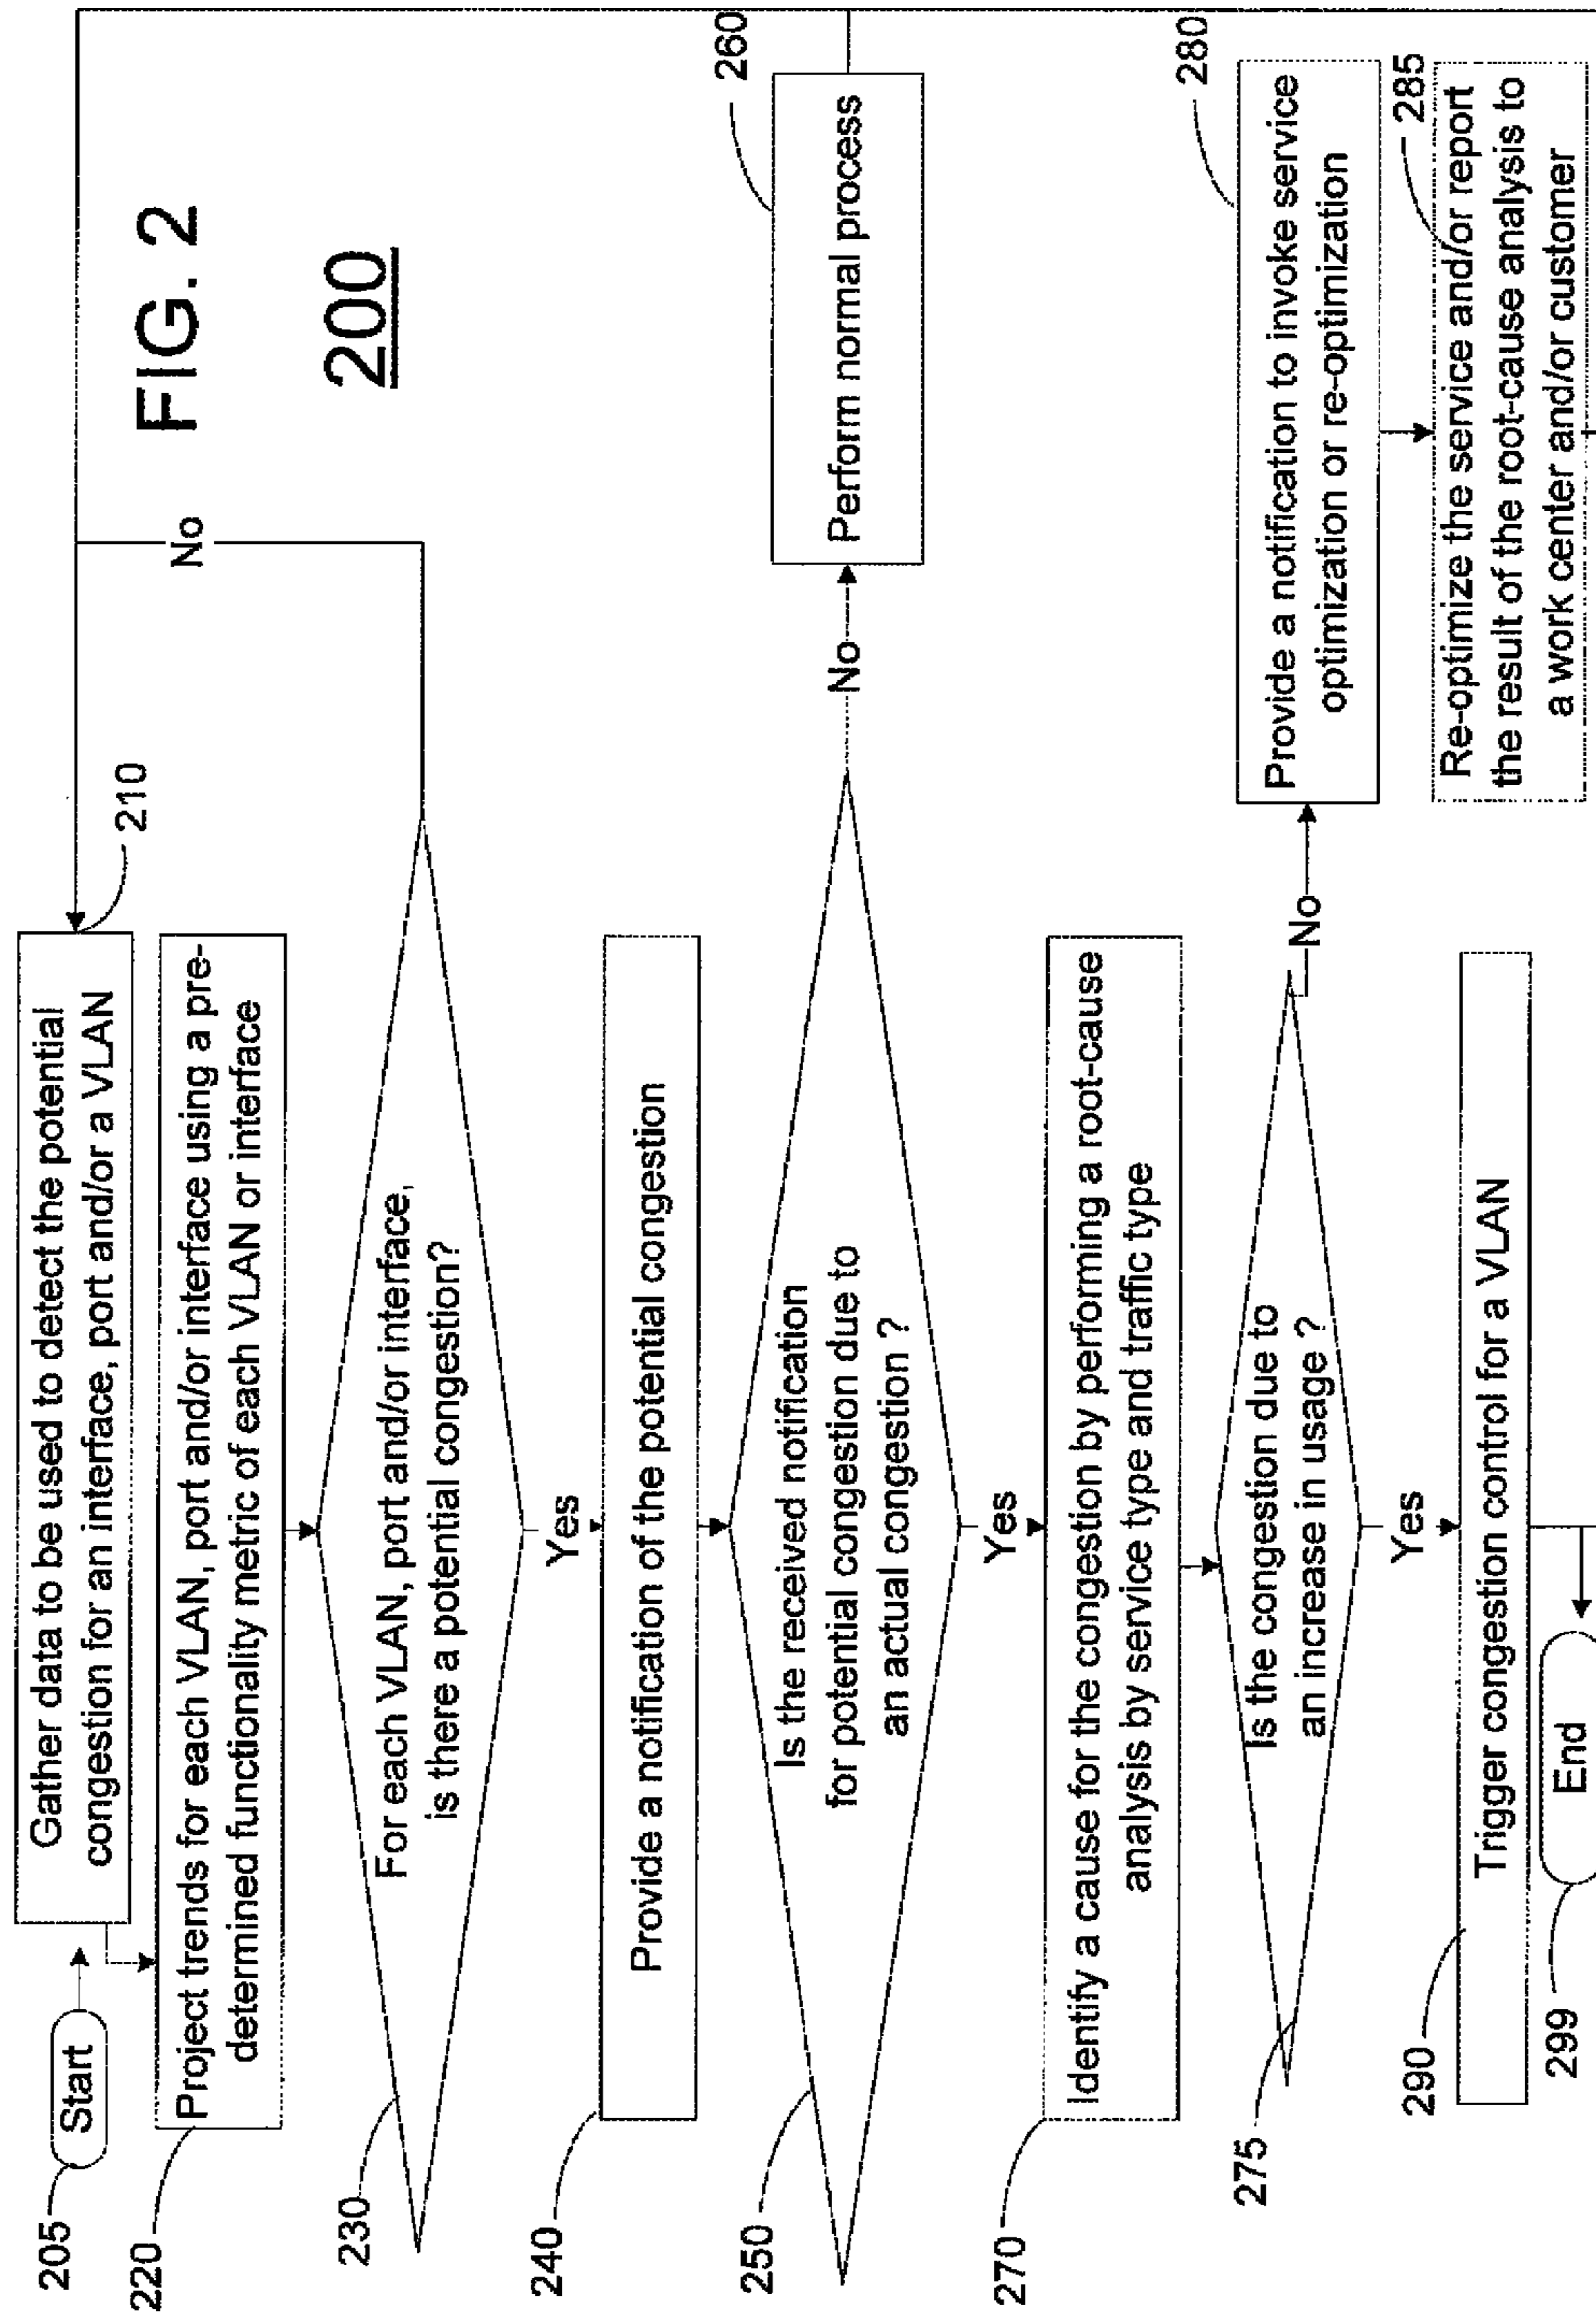 FIG. 2
200
205
Start
210
Gather data to be used to detect the potential
congestion for an interface, port and/or a VLAN
220
Project trends for each VLAN, port and/or interface using a pre-
determined functionality metric of each VLAN or interface
230
For each VLAN, port and/or interface,
is there a potential congestion?
No
Yes
240
Provide a notification of the potential congestion
250
Is the received notification
for potential congestion due to
an actual congestion ?
No
260
Perform normal process
Yes
270
Identify a cause for the congestion by performing a root-cause
analysis by service type and traffic type
275
Is the congestion due to
an increase in usage ?
No
280
Provide a notification to invoke service
optimization or re-optimization
285
Re-optimize the service and/or report
the result of the root-cause analysis to
a work center and/or customer
Yes
290
Trigger congestion control for a VLAN
299
End